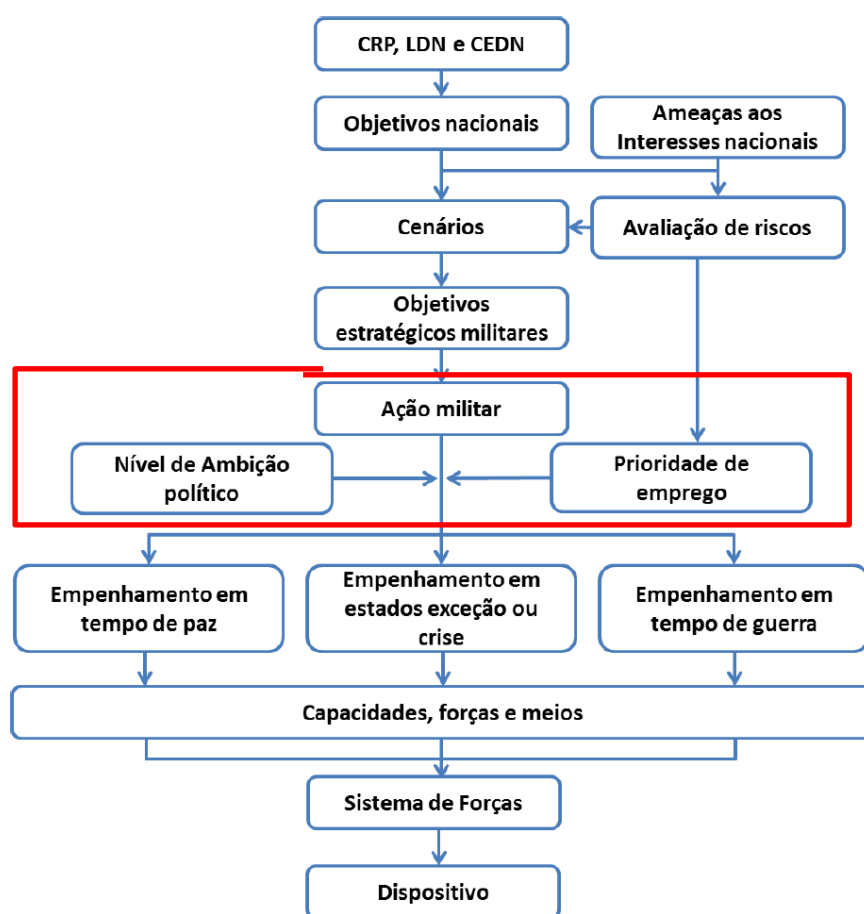 CRP, LDN e CEDN
Objetivos nacionais
Ameaças aos
Interesses nacionais
Cenários
Avaliação de riscos
Objetivos
estratégicos militares
Ação militar
Nível de Ambição
político
Prioridade de
emprego
Empenhamento em
tempo de paz
Empenhamento em
estados exceção ou
crise
Empenhamento em
tempo de guerra
Capacidades, forças e meios
Sistema de Forças
Dispositivo